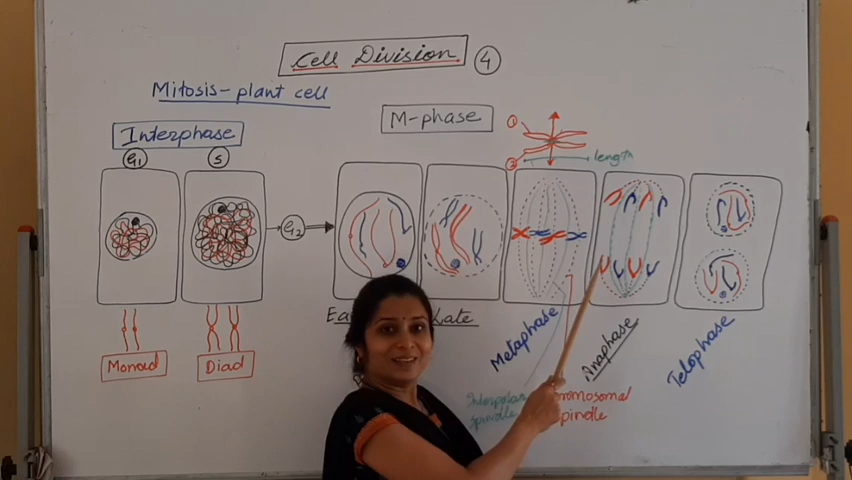 Cell Division 4
Mitosis-plant cell
M-phase
Interphase
1
2
length
G1
S
G2
Monad
Diad
Late
Metaphase
Anaphase
Telophase
Interpolar
spindle
spindle